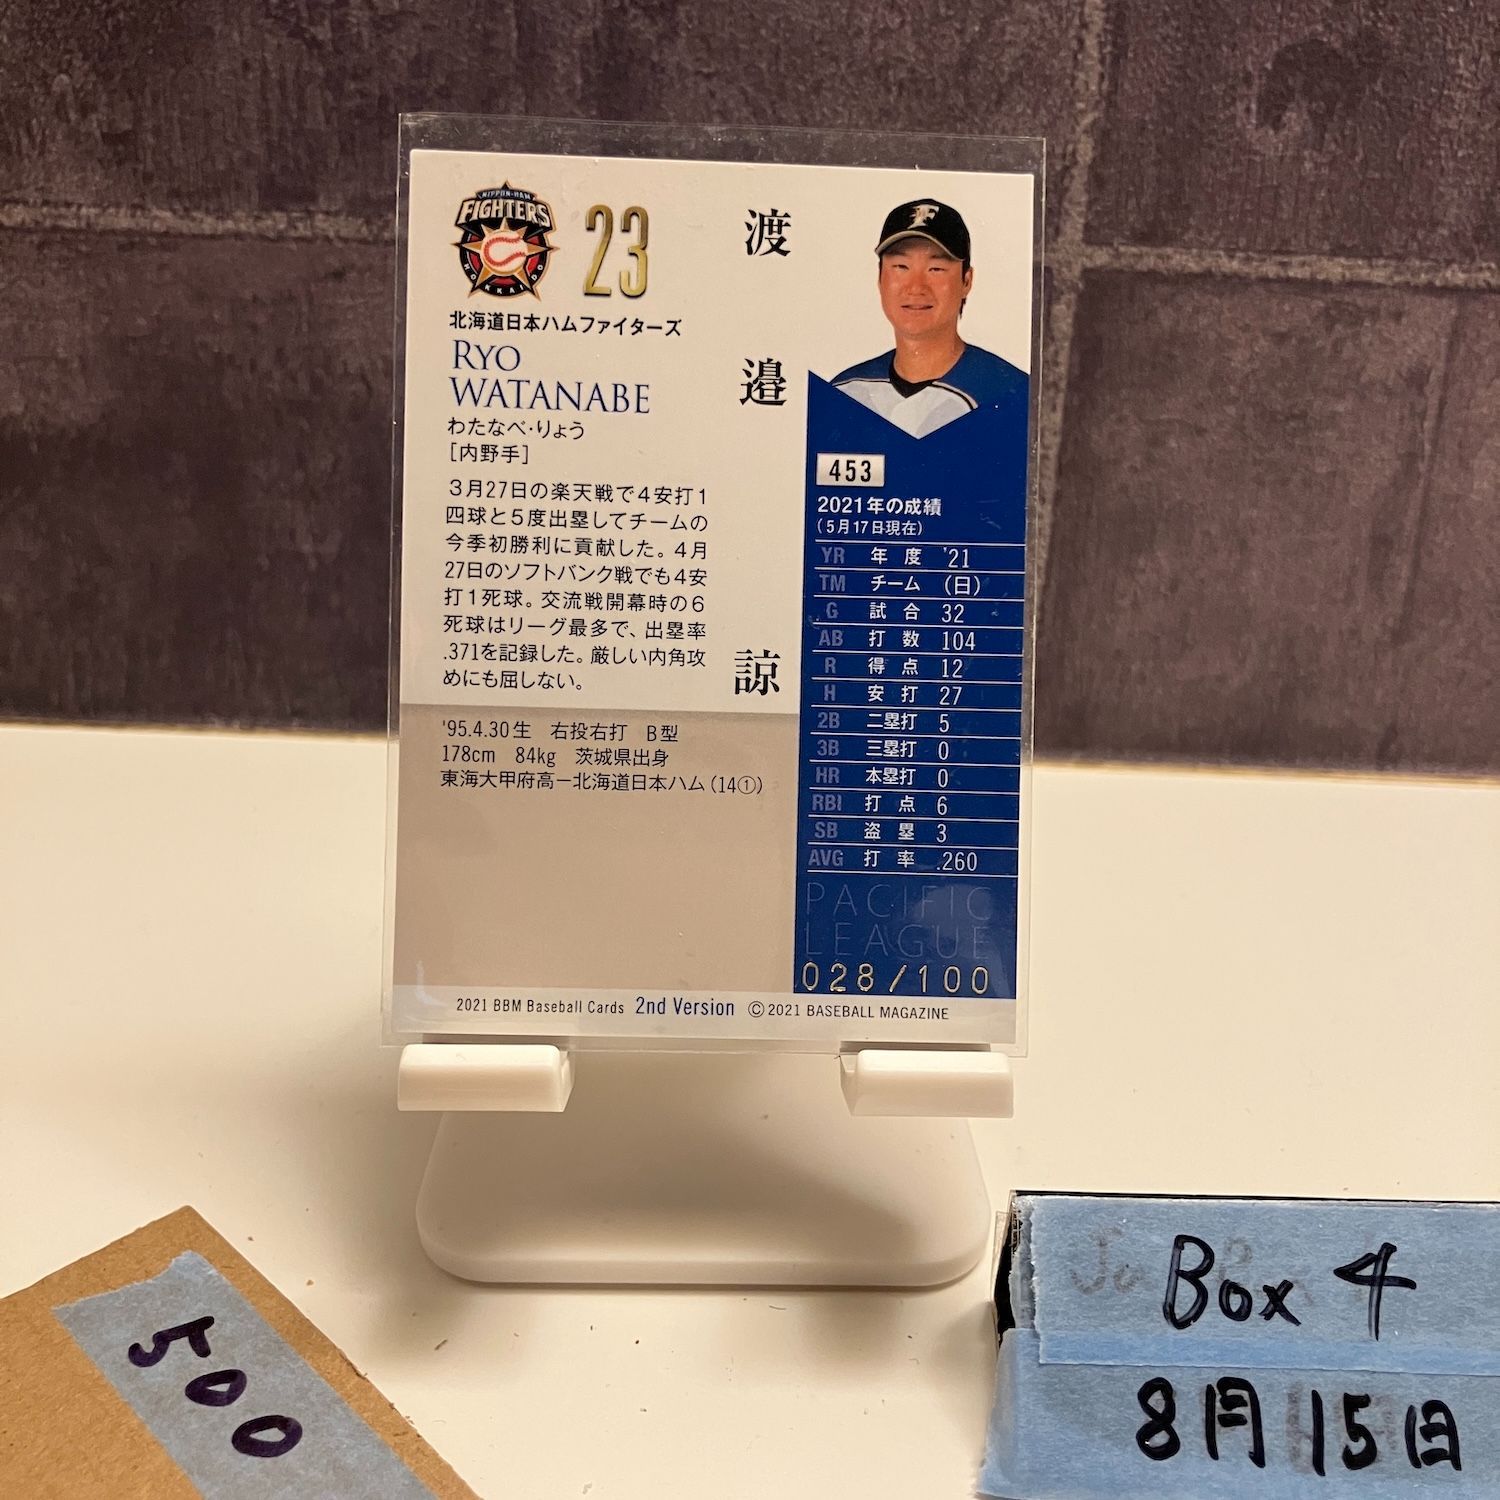 NIPPON-HAM
FIGHTERS
HOKKAIDO
23
北海道日本ハムファイターズ
RYO
WATANABE
わたなべ・りょう
[内野手]
3月27日の楽天戦で4安打1
四球と5度出塁してチームの
今季初勝利に貢献した。4月
27日のソフトバンク戦でも4安
打1死球。交流戦開幕時の6
死球はリーグ最多で、出塁率
.371を記録した。厳しい内角攻
めにも屈しない。
渡邉諒
'95.4.30生 右投右打 B型
178cm 84kg 茨城県出身
東海大甲府高ー北海道日本ハム(14①)
F
453
2021年の成績
(5月17日現在)
YR 年度 '21
TM チーム (日)
G 試合 32
AB 打数 104
R 得点 12
H 安打 27
2B 二塁打 5
3B 三塁打 0
HR 本塁打 0
RBI 打点 6
SB 盗塁 3
AVG 打率 .260
PACIFIC
LEAGUE
028/100
2021 BBM Baseball Cards 2nd Version ©2021 BASEBALL MAGAZINE
500
Box 4
8月15日